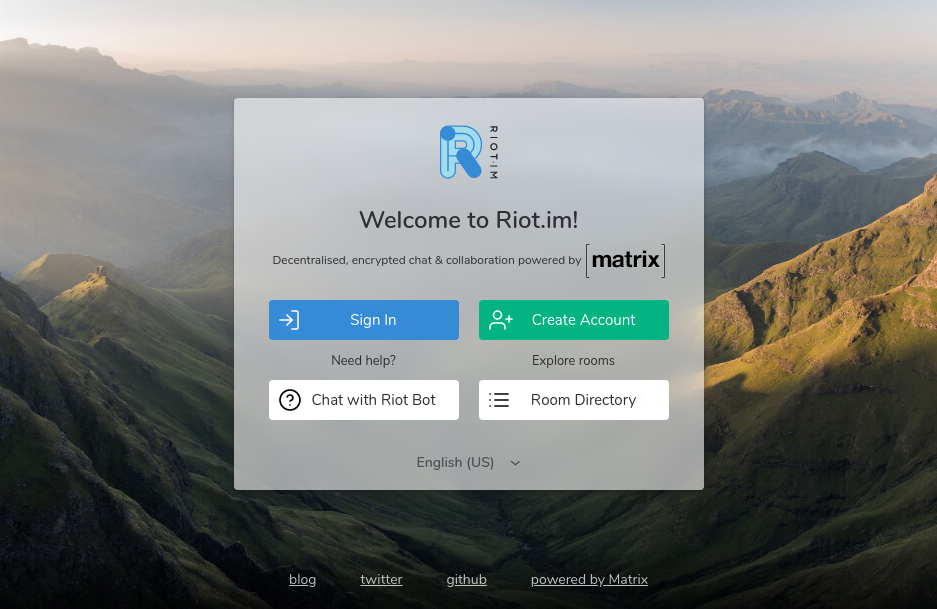 RIOT.IM
Welcome to Riot.im!
Decentralised, encrypted chat & collaboration powered by [matrix]
Sign In
Create Account
Need help?
Explore rooms
Chat with Riot Bot
Room Directory
English (US)
blog
twitter
github
powered by Matrix